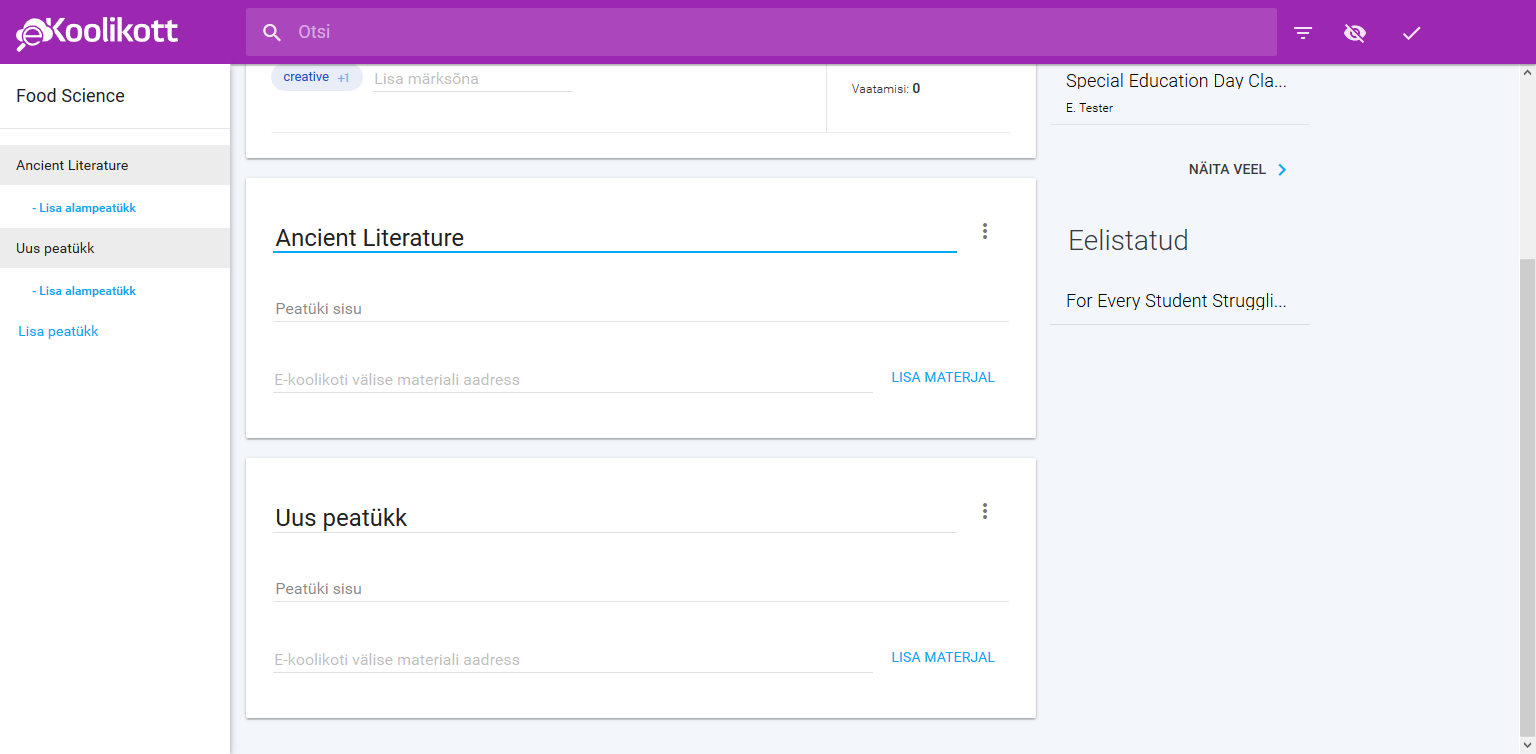 eKoolikott
Otsi
Food Science
Ancient Literature
- Lisa alampeatükk
Uus peatükk
- Lisa alampeatükk
Lisa peatükk
creative +1
Lisa märksõna
Vaatamisi: 0
Ancient Literature
Peatüki sisu
E-koolikoti välise materiali aadress
LISA MATERJAL
Uus peatükk
Peatüki sisu
E-koolikoti välise materiali aadress
LISA MATERJAL
Special Education Day Cla...
E. Tester
NÄITA VEEL
Eelistatud
For Every Student Struggli...